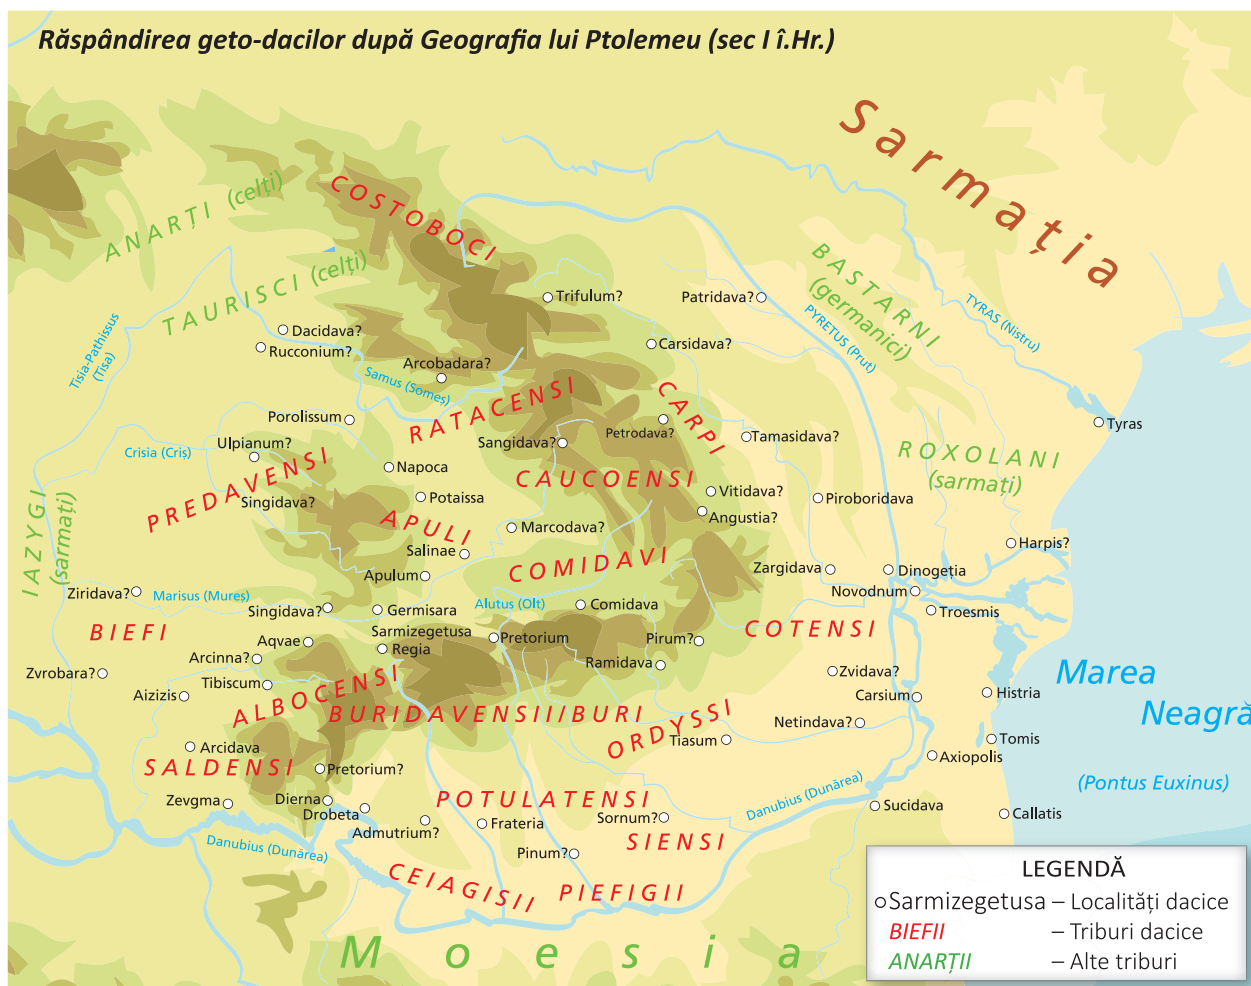 Răspândirea geto-dacilor după Geografia lui Ptolemeu (sec I î.Hr.)
Sarmația
COSTOBOCI
ANARȚI (celți)
TAURISCI (celți)
BASTARNI
(germanici)
TYRAS (Nistru)
PYRETUS (Prut)
Tisia-Pathissus
(Tisa)
Trifulum?
Patridava?
Dacidava?
Rucconium?
Carsidava?
Arcobadara?
Samus (Someș)
RATACENSI
CARPI
Porolissum
Petrodava?
Tyras
Ulpianum?
Sangidava?
Tamasidava?
Crisia (Criș)
ROXOLANI
(sarmați)
PREDAVENSI
Napoca
CAUCOENSI
Singidava?
Potaissa
Vitidava?
Piroboridava
APULI
Angustia?
IAZYGI
(sarmați)
Marcodava?
Salinae
Harpis?
COMIDAVI
Apulum
Zargidava?
Dinogetia
Ziridava?
Marisus (Mureș)
Novodnum
Singidava?
Germisara
Alutus (Olt)
Comidava
Troesmis
BIEFI
COTENSI
Sarmizegetusa
Regia
Aqvae
Pretorium
Pirum?
Arcinna?
Ramidava
Zvrobara?
Zvidava?
Marea
Neagră
Tibiscum
Aizizis
Carsium
Histria
ALBOCENSI
BURIDAVENSII/BURI
ORDYSSI
Netindava?
Tiasum
Tomis
Arcidava
Axiopolis
SALDENSI
Pretorium?
(Pontus Euxinus)
Zevgma
Dierna
Drobeta
POTULATENSI
Danubius (Dunărea)
Sucidava
Callatis
Admutrium?
Frateria
Sornum?
SIENSI
Danubius (Dunărea)
Pinum?
CEIAGISII
PIEFIGII
Moesia
LEGENDĂ
Sarmizegetusa – Localități dacice
BIEFII – Triburi dacice
ANARȚII – Alte triburi